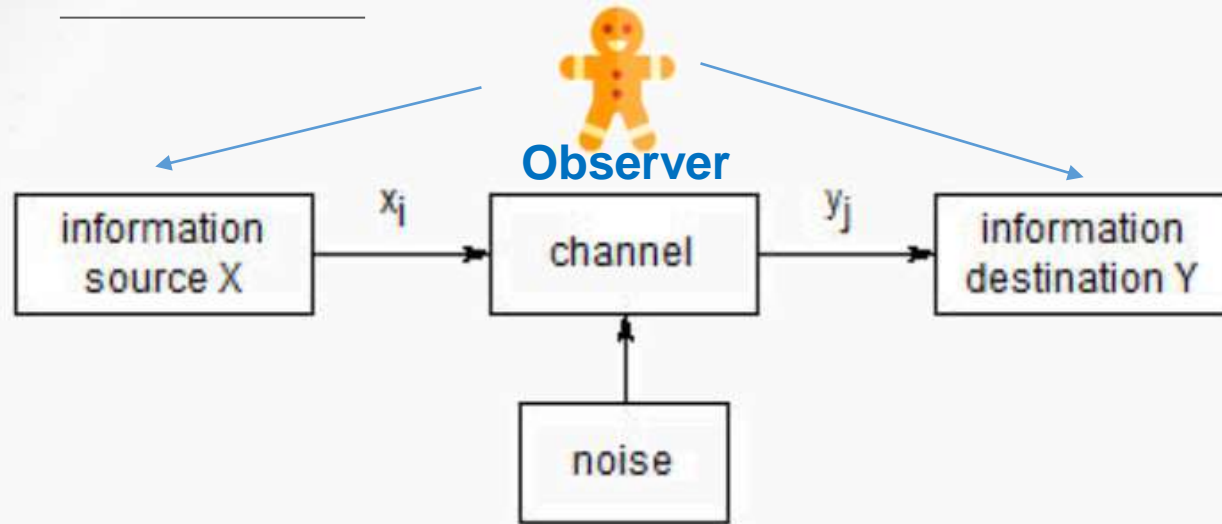 Observer
information
source X
xi
channel
yj
information
destination Y
noise